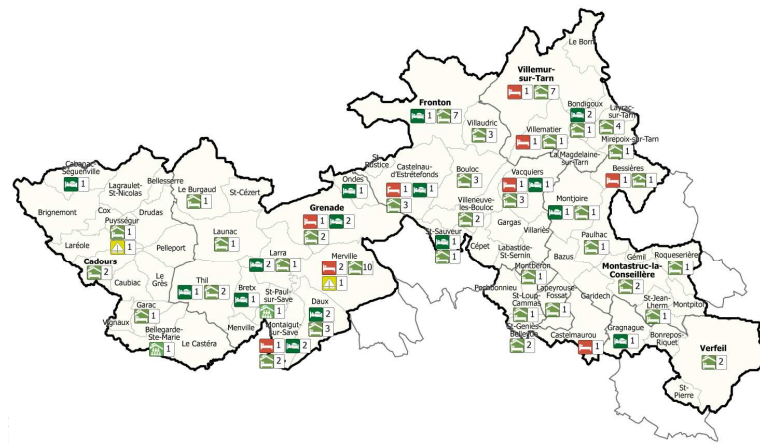 Le Born
Villemur-
sur-Tarn
1 7
Fronton
1 7
Bondigoux
2
1
Layrac-
sur-Tarn
4
Villaudric
3
Villematier
1 1
Mirepoix-sur-Tarn
1
La Magdelaine-
sur-Tarn
Bessières
1 1
Cabanac-
Séguenville
1
Bellesserre
Lagraulet-
St-Nicolas
Le Burgaud
1
St-Cézert
Ondes
1
St-
Rustice
Castelnau-
d'Estrétefonds
1 1
3
Bouloc
3
Vacquiers
1 1
3
Villeneuve-
les-Bouloc
2
Montjoire
1 1
Brignemont
Cox
Drudas
Puysségur
1
1
Grenade
1 2
2
Launac
1
Laréole
Pelleport
Cadours
2
Caubiac
Le
Grès
St-Sauveur
1
1
Cépet
Gargas
Villariès
Labastide-
St-Sernin
Paulhac
1
Bazus
Gémil
Roqueserière
1
Montastruc-la-
Conseillère
2
Larra
2 1
Merville
2 10
1
Thil
1 2
Bretx
1
St-Paul-
sur-Save
1
Daux
2
3
Garac
1
Vignaux
Bellegarde-
Ste-Marie
1
Le Castéra
Menville
Montaigut-
sur-Save
1 2
2
Pechbonnieu
Montberon
1
St-Loup-
Cammas
1
Lapeyrouse-
Fossat
1
Garidech
St-Jean-
Lherm
1
Montpitol
St-Geniès-
Bellevue
2
Castelmaurou
1
Gragnague
1
Bonrepos-
Riquet
Verfeil
2
St-
Pierre